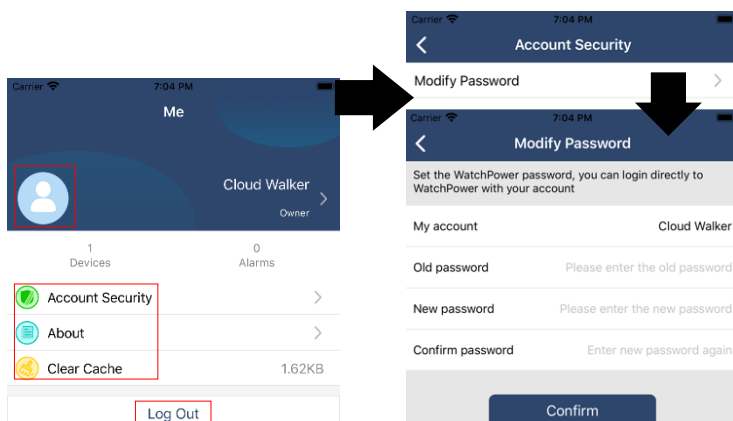 Carrier 7:04 PM
Me
Cloud Walker
Owner
1 0
Devices Alarms
Account Security
About
Clear Cache 1.62KB
Log Out
Carrier 7:04 PM
Account Security
Modify Password
Carrier 7:04 PM
Modify Password
Set the WatchPower password, you can login directly to
WatchPower with your account
My account Cloud Walker
Old password Please enter the old password
New password Please enter the new password
Confirm password Enter new password again
Confirm